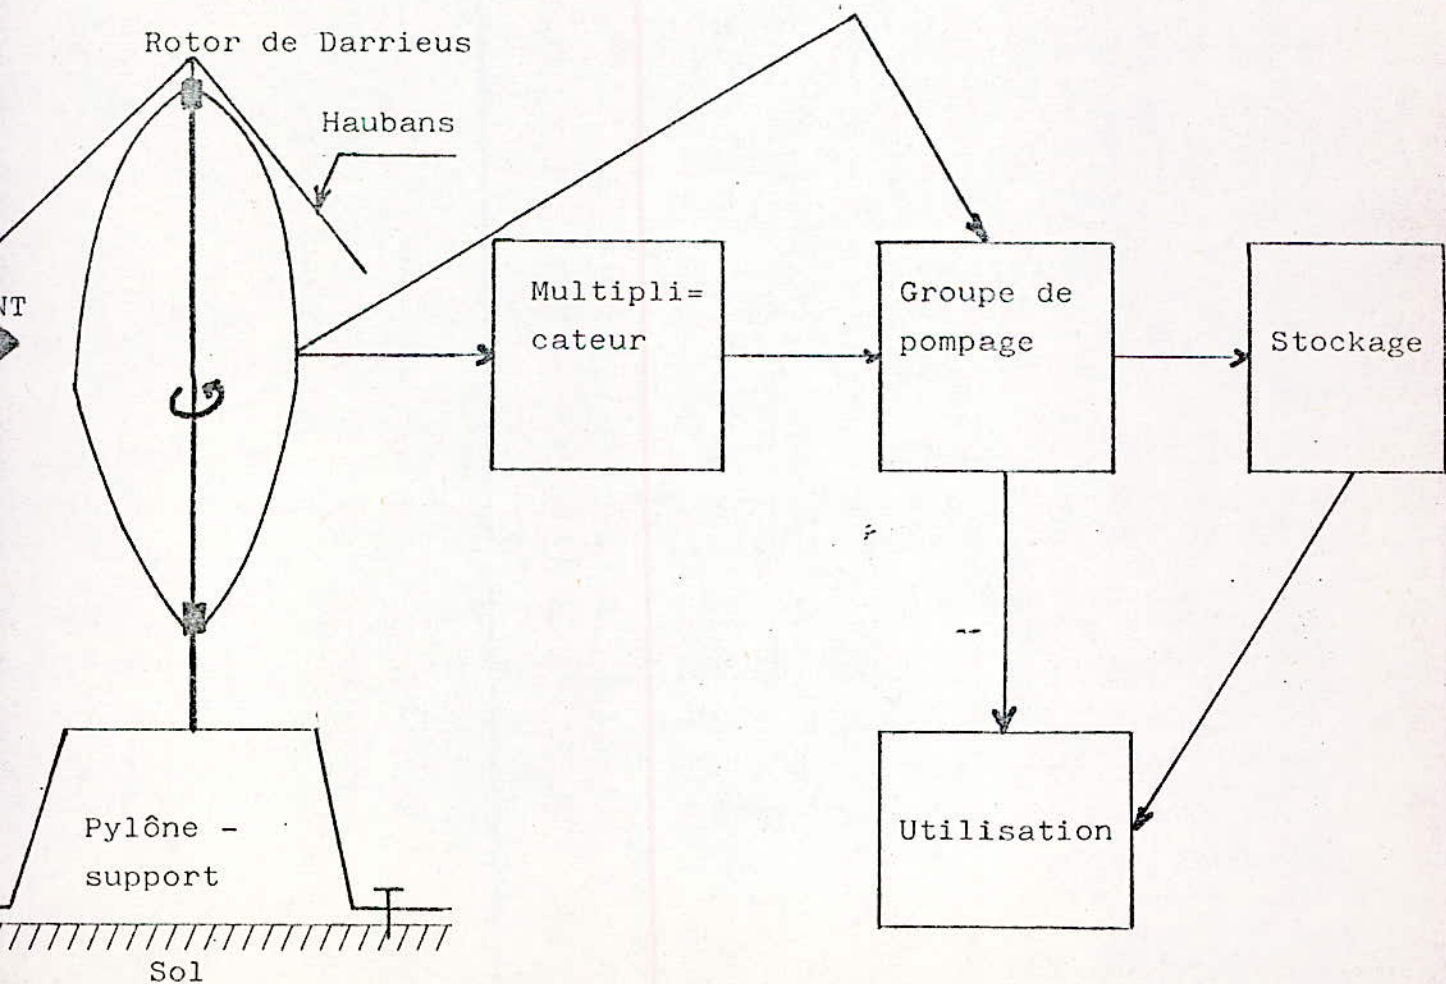 Rotor de Darrieus
Haubans
NT
Multipli=
cateur
Groupe de
pompage
Stockage
Utilisation
Pylône -
support
Sol